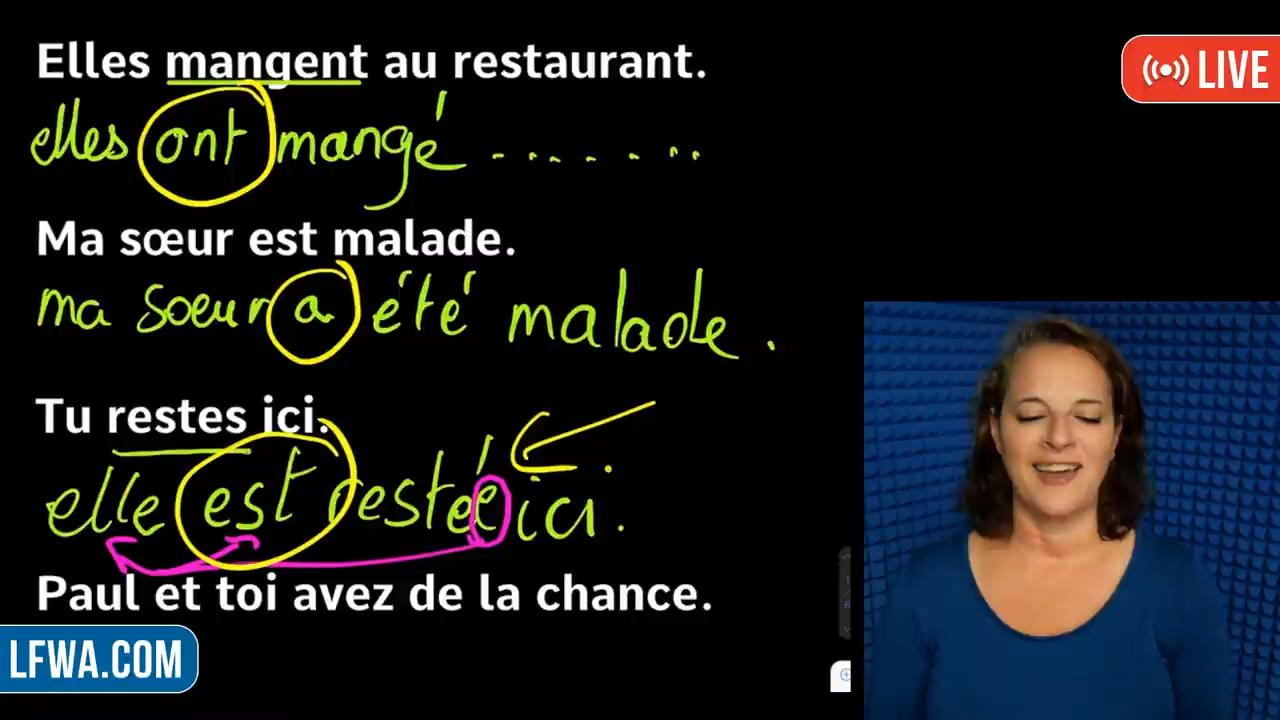 Elles mangent au restaurant.
LIVE
elles ont mangé ........
Ma sœur est malade.
ma soeur a été malade.
Tu restes ici.
elle est restée ici.
Paul et toi avez de la chance.
LFWA.COM